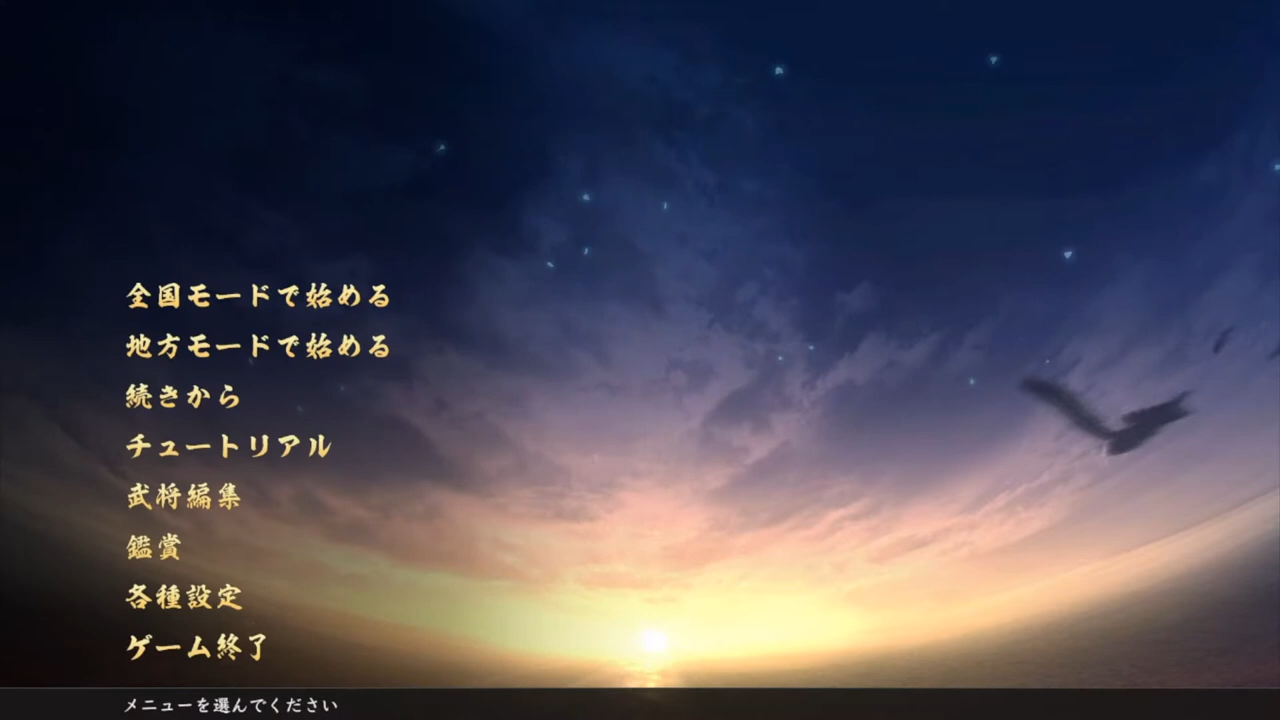 全国モードで始める
地方モードで始める
続きから
チュートリアル
武将編集
鑑賞
各種設定
ゲーム終了
メニューを選んでください